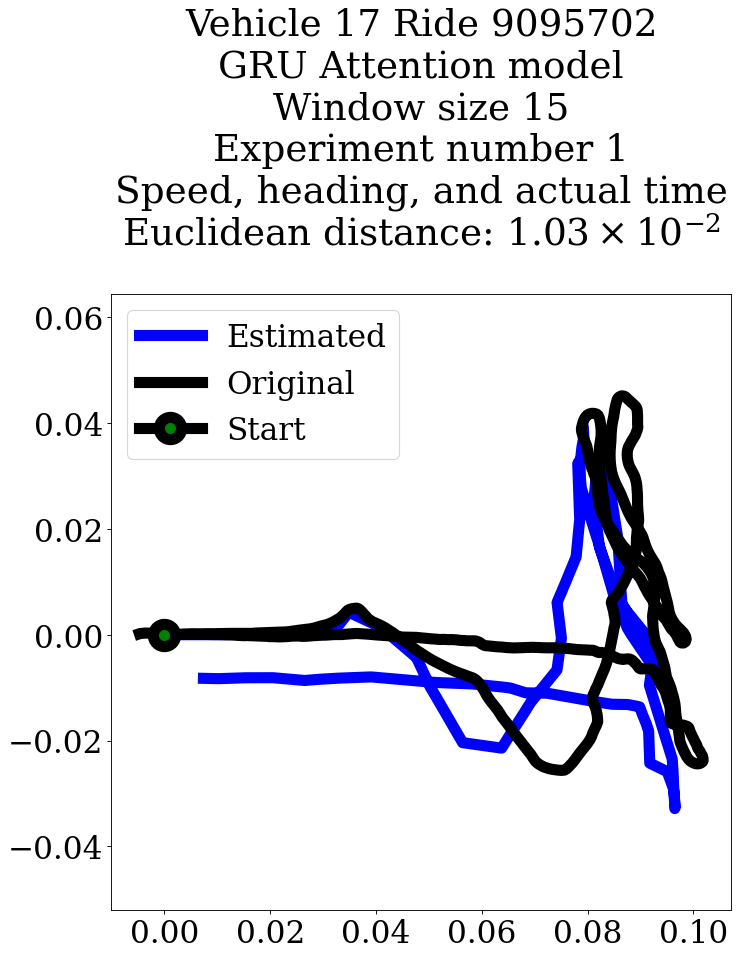 Vehicle 17 Ride 9095702
GRU Attention model
Window size 15
Experiment number 1
Speed, heading, and actual time
Euclidean distance: 1.03 × 10⁻²
Estimated
Original
Start
0.06
0.04
0.02
0.00
−0.02
−0.04
0.00 0.02 0.04 0.06 0.08 0.10